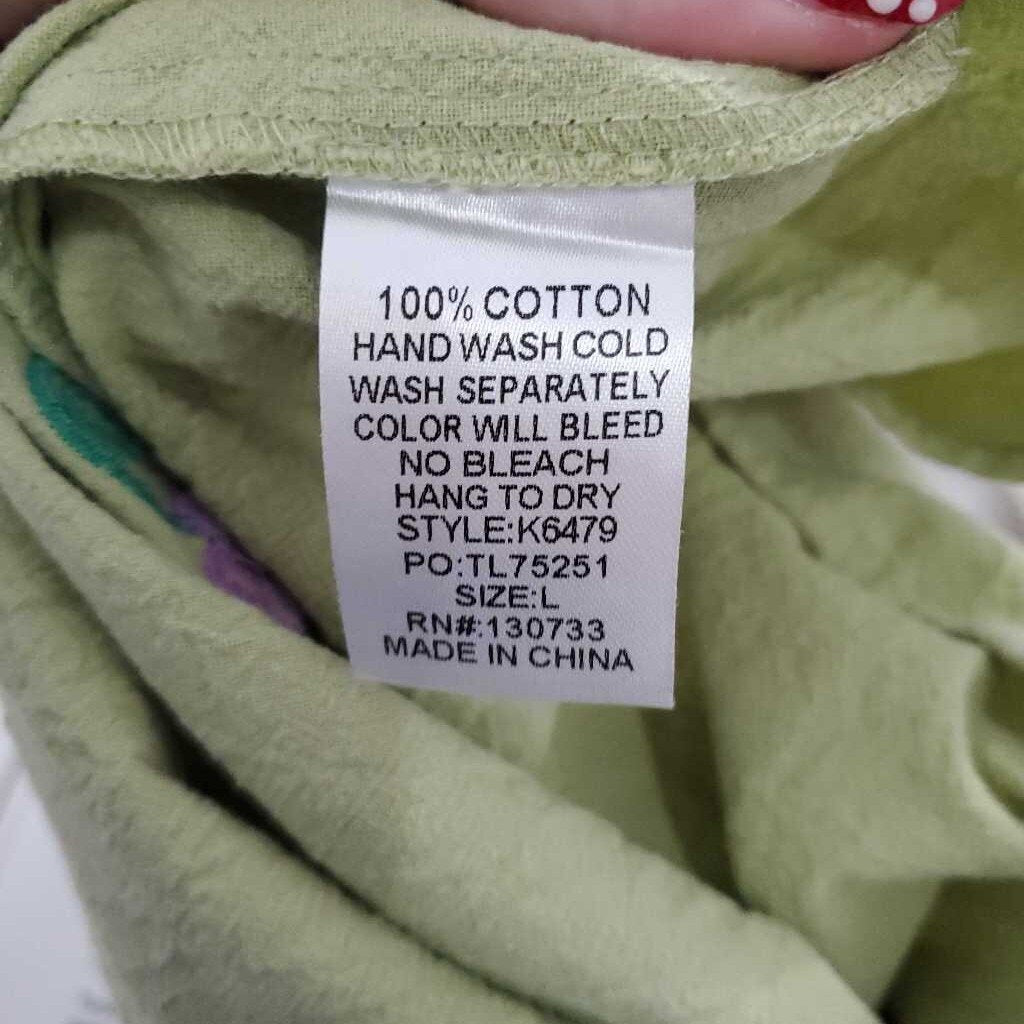 100% COTTON
HAND WASH COLD
WASH SEPARATELY
COLOR WILL BLEED
NO BLEACH
HANG TO DRY
STYLE:K6479
PO:TL75251
SIZE:L
RN#:130733
MADE IN CHINA